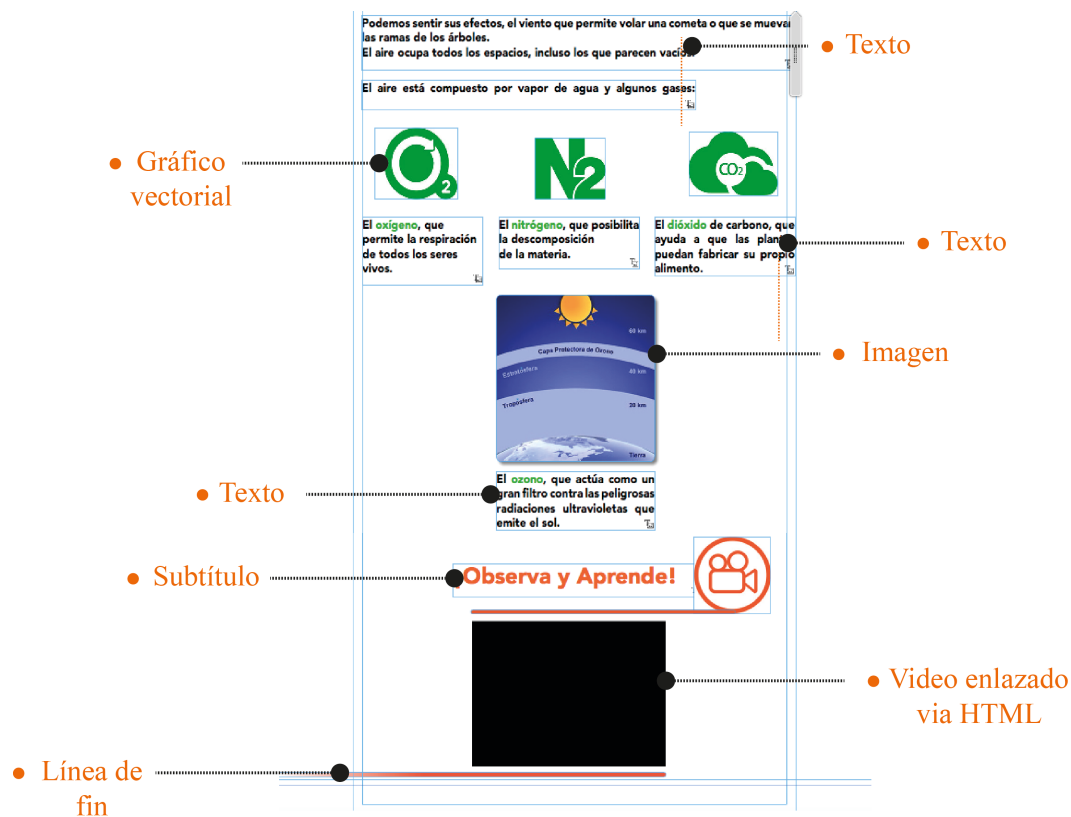 Podemos sentir sus efectos, el viento que permite volar una cometa o que se muevan
las ramas de los árboles.
El aire ocupa todos los espacios, incluso los que parecen vacíos.
Texto
El aire está compuesto por vapor de agua y algunos gases:
Gráfico
vectorial
O2
N2
CO2
El oxígeno, que
permite la respiración
de todos los seres
vivos.
El nitrógeno, que posibilita
la descomposición
de la materia.
El dióxido de carbono, que
ayuda a que las plantas
puedan fabricar su propio
alimento.
Texto
60 km
Capa Protectora de Ozono
Estratósfera
40 km
Tropósfera
20 km
Tierra
Imagen
Texto
El ozono, que actúa como un
gran filtro contra las peligrosas
radiaciones ultravioletas que
emite el sol.
Subtítulo
¡Observa y Aprende!
Video enlazado
via HTML
Línea de
fin